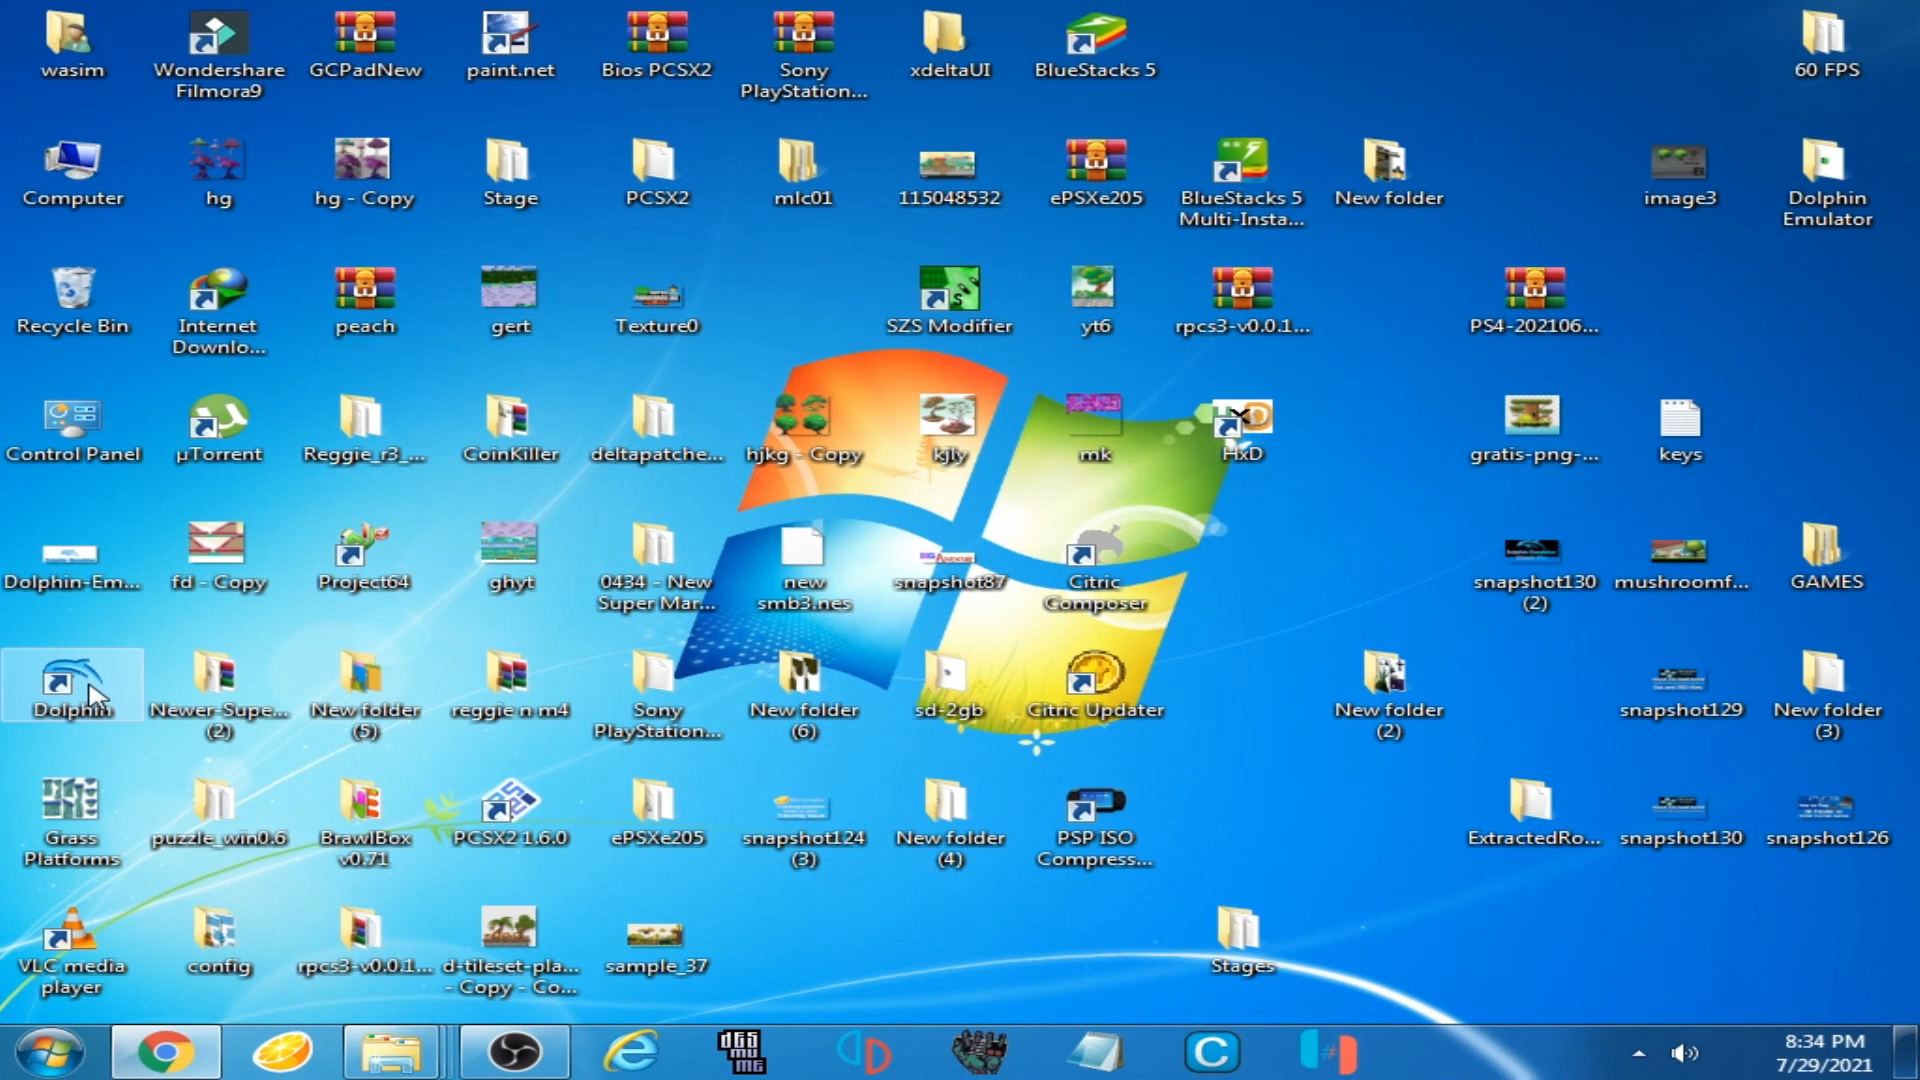 wasim
Wondershare
Filmora9
GCPadNew
paint.net
Bios PCSX2
Sony
PlayStation...
xdeltaUI
BlueStacks 5
60 FPS
Computer
hg
hg - Copy
Stage
PCSX2
mlc01
115048532
ePSXe205
BlueStacks 5
Multi-Insta...
New folder
image3
Dolphin
Emulator
Recycle Bin
Internet
Downlo...
peach
gert
Texture0
SZS Modifier
yt6
rpcs3-v0.0.1...
PS4-202106...
Control Panel
µTorrent
Reggie_r3_...
CoinKiller
deltapatche...
hjkg - Copy
kjly
mk
HxD
gratis-png-...
keys
Dolphin-Em...
fd - Copy
Project64
ghyt
0434 - New
Super Mar...
new
smb3.nes
snapshot87
Citric
Composer
snapshot130
(2)
mushroomf...
GAMES
Dolphin
Newer-Supe...
(2)
New folder
(5)
reggie n m4
Sony
PlayStation...
New folder
(6)
sd-2gb
Citric Updater
New folder
(2)
snapshot129
New folder
(3)
Grass
Platforms
puzzle_win0.6
BrawlBox
v0.71
PCSX2 1.6.0
ePSXe205
snapshot124
(3)
New folder
(4)
PSP ISO
Compress...
ExtractedRo...
snapshot130
snapshot126
VLC media
player
config
rpcs3-v0.0.1...
d-tileset-pla...
- Copy - Co...
sample_37
Stages
8:34 PM
7/29/2021